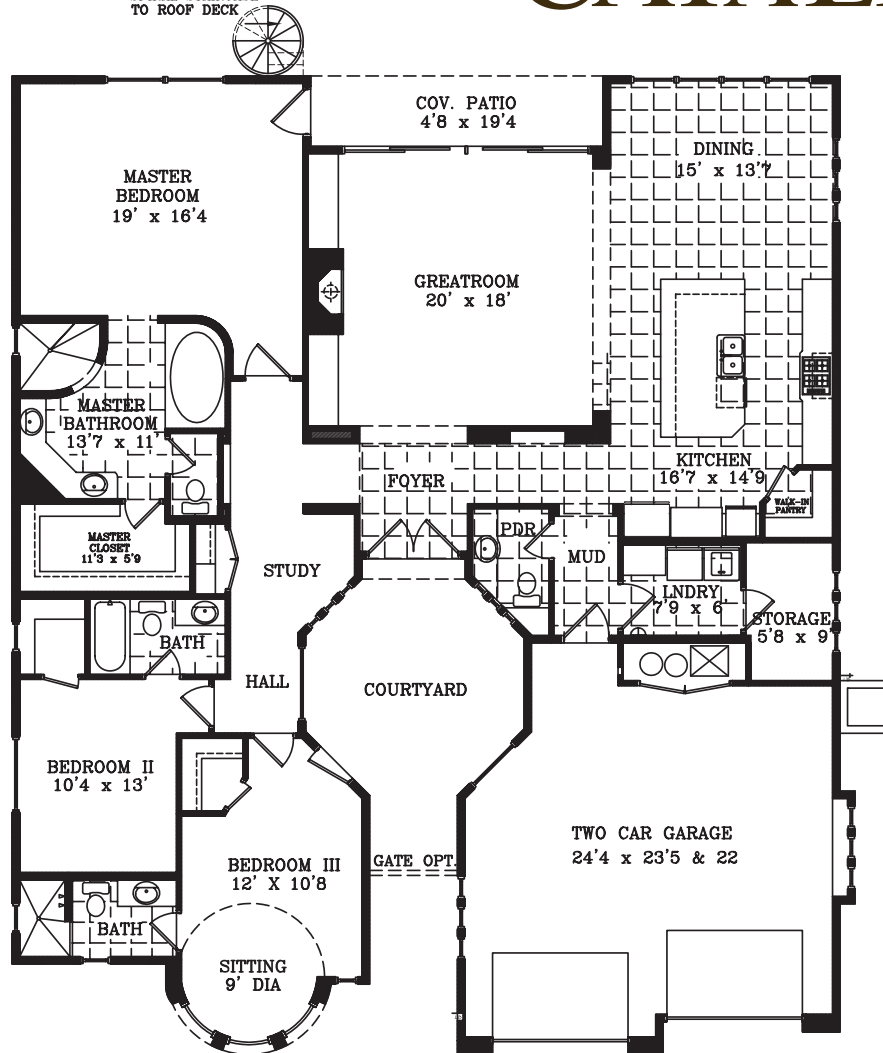 TO ROOF DECK
COV. PATIO
4'8 x 19'4
DINING
15' x 13'7
MASTER
BEDROOM
19' x 16'4
GREATROOM
20' x 18'
MASTER
BATHROOM
13'7 x 11'
KITCHEN
16'7 x 14'9
WALK-IN
PANTRY
FOYER
PDR
MUD
MASTER
CLOSET
11'3 x 5'9
STUDY
LNDRY
7'9 x 6'
STORAGE
5'8 x 9'
BATH
HALL
COURTYARD
BEDROOM II
10'4 x 13'
TWO CAR GARAGE
24'4 x 23'5 & 22
BEDROOM III
12' X 10'8
GATE OPT.
BATH
SITTING
9' DIA